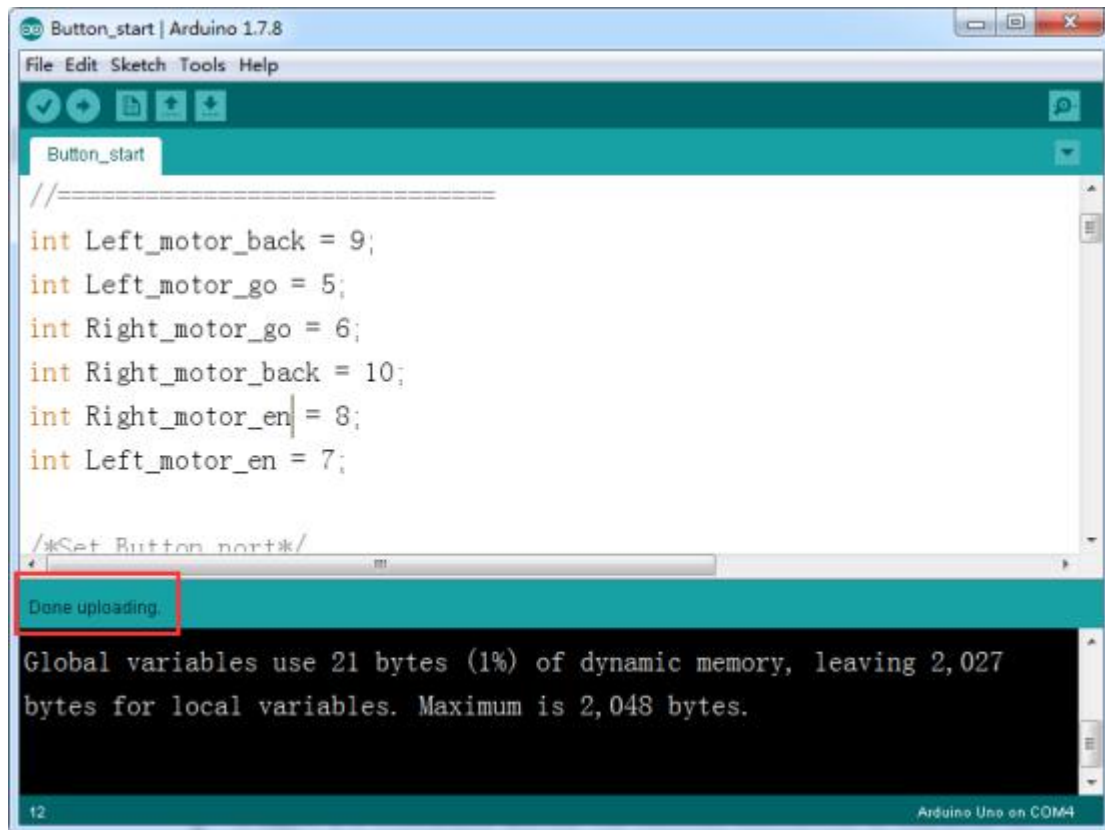 Button_start | Arduino 1.7.8
File Edit Sketch Tools Help
Button_start
//==============================
int Left_motor_back = 9;
int Left_motor_go = 5;
int Right_motor_go = 6;
int Right_motor_back = 10;
int Right_motor_en = 8;
int Left_motor_en = 7;
/*Set Button port*/
Done uploading.
Global variables use 21 bytes (1%) of dynamic memory, leaving 2,027
bytes for local variables. Maximum is 2,048 bytes.
12
Arduino Uno on COM4